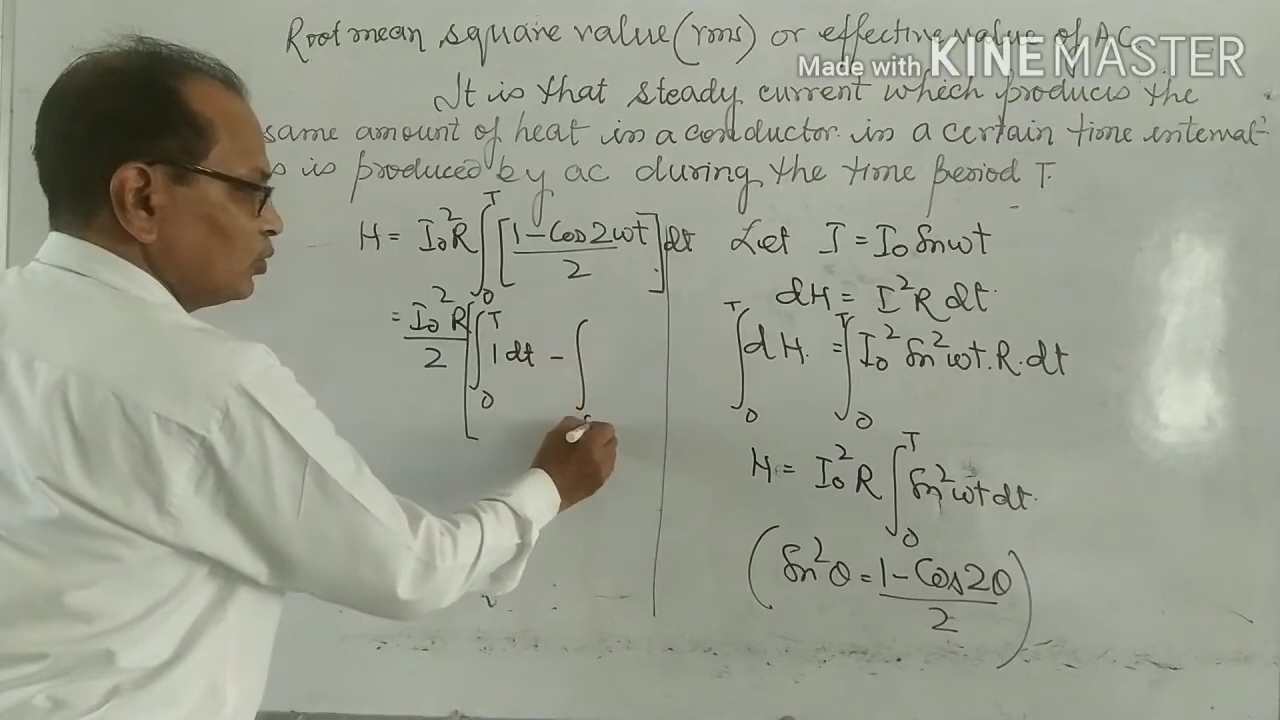 Root mean square value (rms) or effective value of AC
Made with KINEMASTER
It is that steady current which produces the
same amount of heat in a conductor in a certain time interval
s is produced by ac during the time period T.
H = I₀²R ∫₀ᵀ [1-Cos2ωt / 2] dt
= I₀²R / 2 [∫₀ᵀ 1 dt - ∫
Let I = I₀ Sinωt
dH = I²R dt.
∫₀ᵀ dH = ∫₀ᵀ I₀² Sin²ωt.R.dt
H = I₀²R ∫₀ᵀ Sin²ωt dt.
(Sin²θ = 1-Cos2θ / 2)